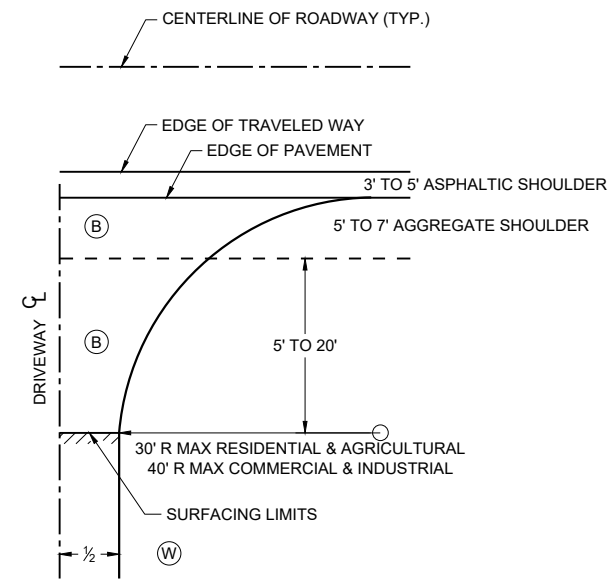 CENTERLINE OF ROADWAY (TYP.)
EDGE OF TRAVELED WAY
EDGE OF PAVEMENT
3' TO 5' ASPHALTIC SHOULDER
B
5' TO 7' AGGREGATE SHOULDER
DRIVEWAY ℄
B
5' TO 20'
30' R MAX RESIDENTIAL & AGRICULTURAL
40' R MAX COMMERCIAL & INDUSTRIAL
SURFACING LIMITS
½
W